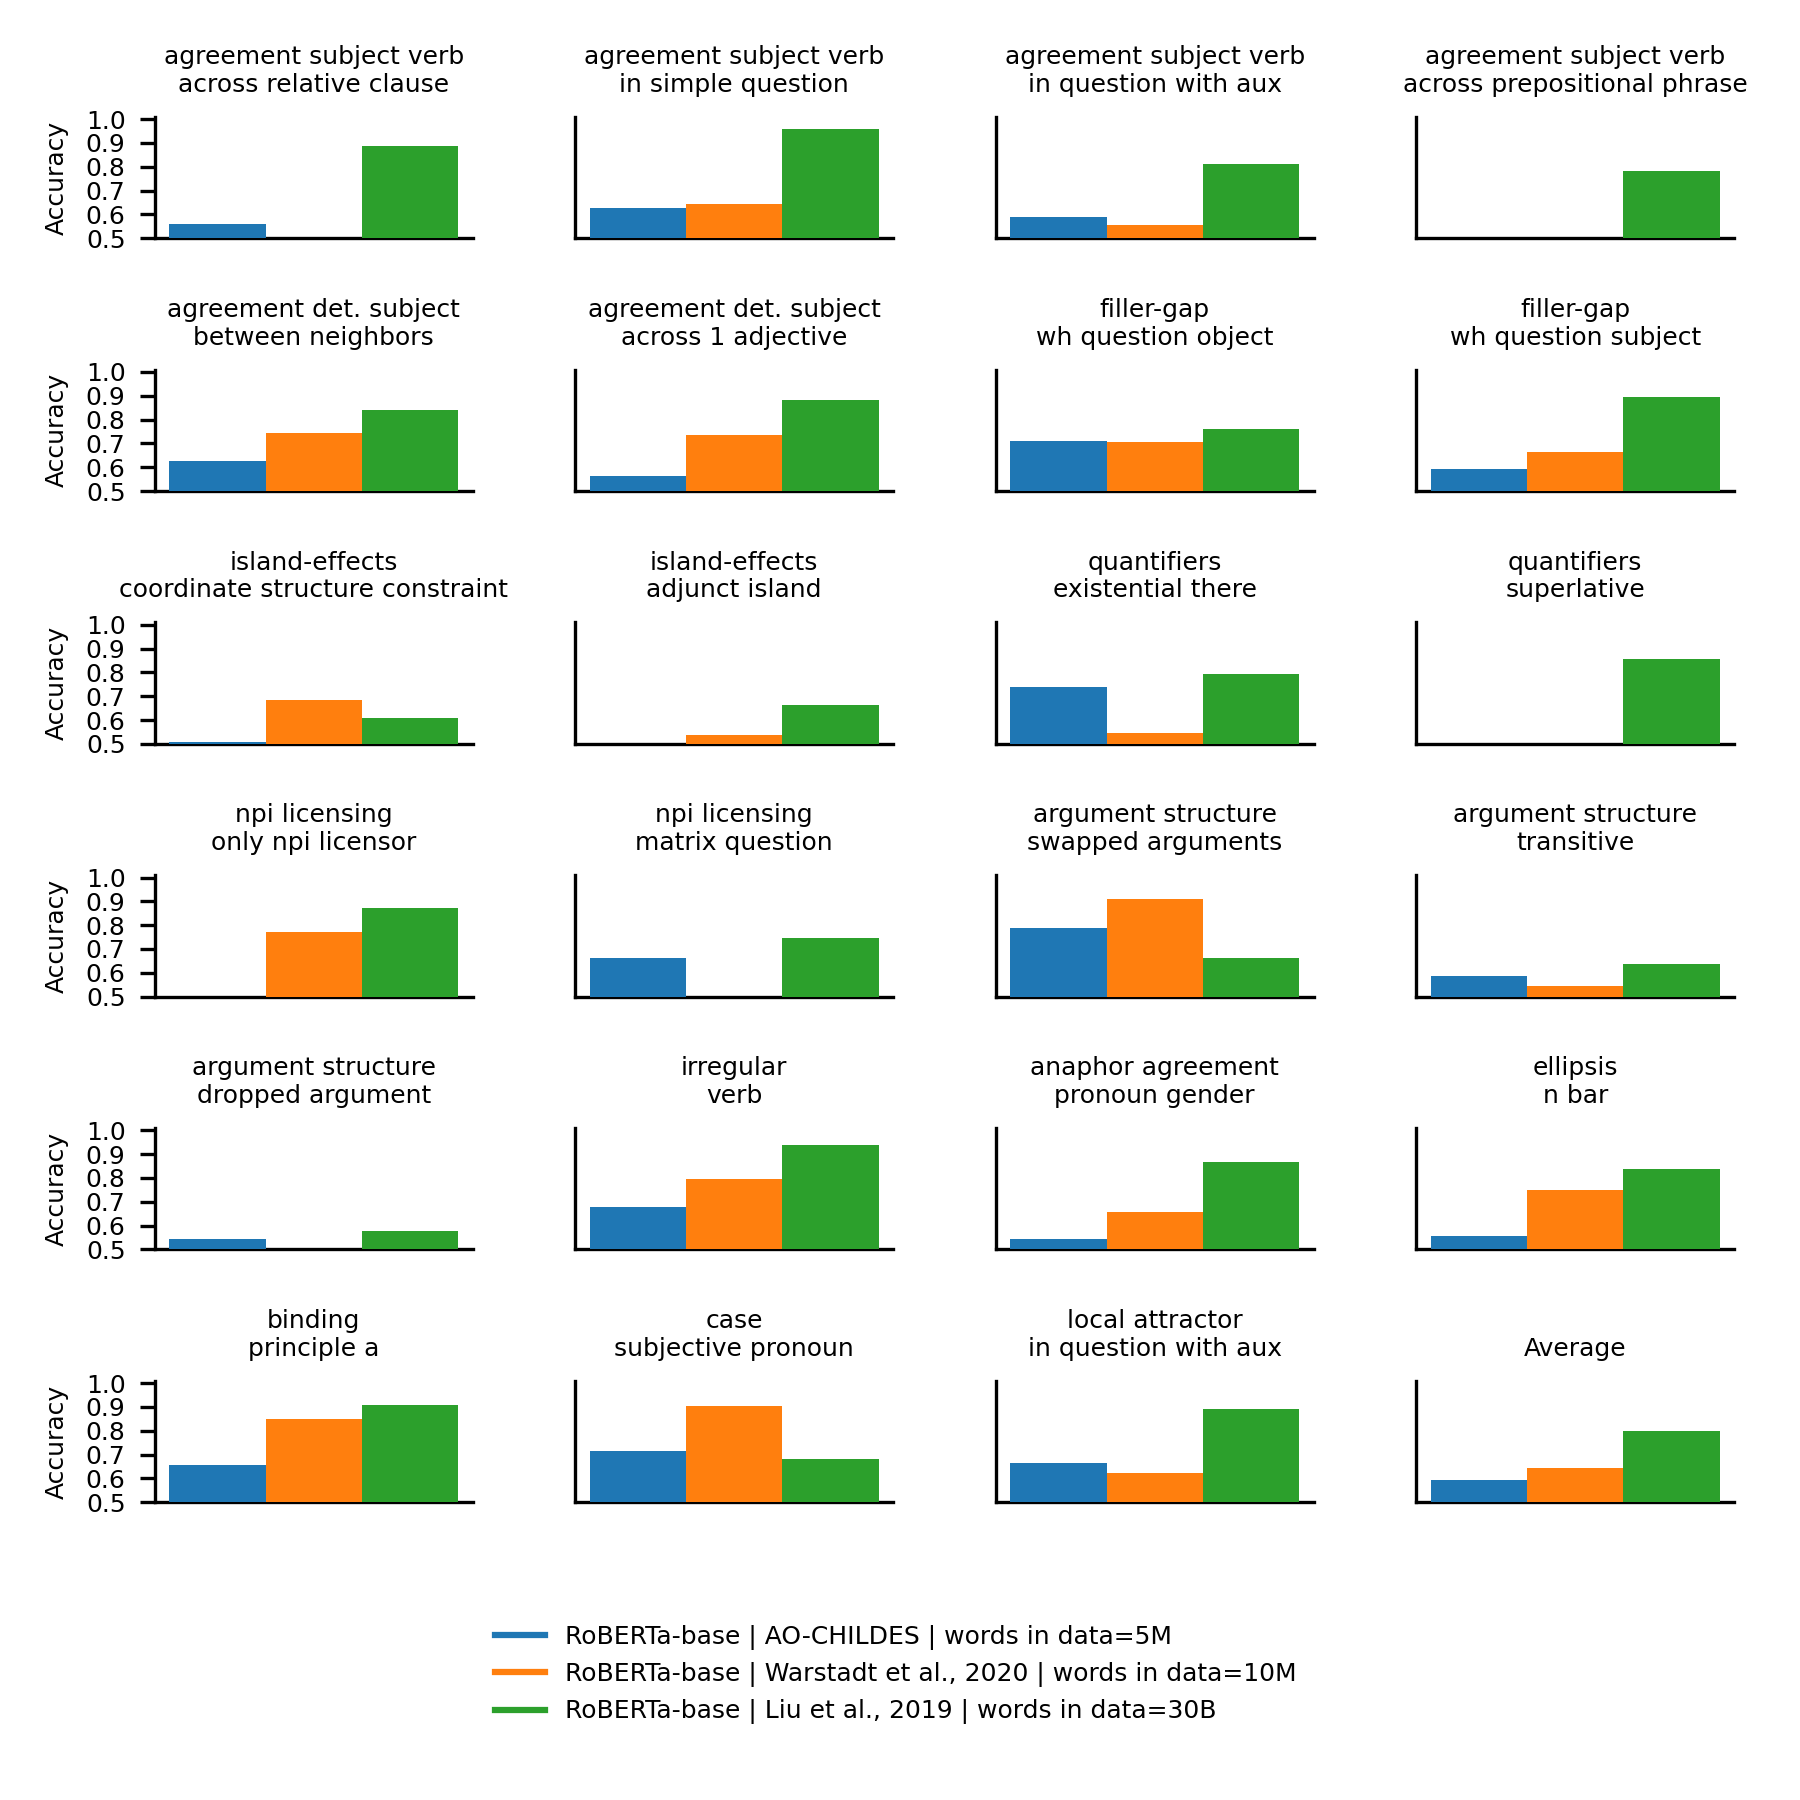 agreement subject verb
across relative clause
agreement subject verb
in simple question
agreement subject verb
in question with aux
agreement subject verb
across prepositional phrase
Accuracy
1.0
0.9
0.8
0.7
0.6
0.5
agreement det. subject
between neighbors
agreement det. subject
across 1 adjective
filler-gap
wh question object
filler-gap
wh question subject
Accuracy
1.0
0.9
0.8
0.7
0.6
0.5
island-effects
coordinate structure constraint
island-effects
adjunct island
quantifiers
existential there
quantifiers
superlative
Accuracy
1.0
0.9
0.8
0.7
0.6
0.5
npi licensing
only npi licensor
npi licensing
matrix question
argument structure
swapped arguments
argument structure
transitive
Accuracy
1.0
0.9
0.8
0.7
0.6
0.5
argument structure
dropped argument
irregular
verb
anaphor agreement
pronoun gender
ellipsis
n bar
Accuracy
1.0
0.9
0.8
0.7
0.6
0.5
binding
principle a
case
subjective pronoun
local attractor
in question with aux
Average
Accuracy
1.0
0.9
0.8
0.7
0.6
0.5
RoBERTa-base | AO-CHILDES | words in data=5M
RoBERTa-base | Warstadt et al., 2020 | words in data=10M
RoBERTa-base | Liu et al., 2019 | words in data=30B